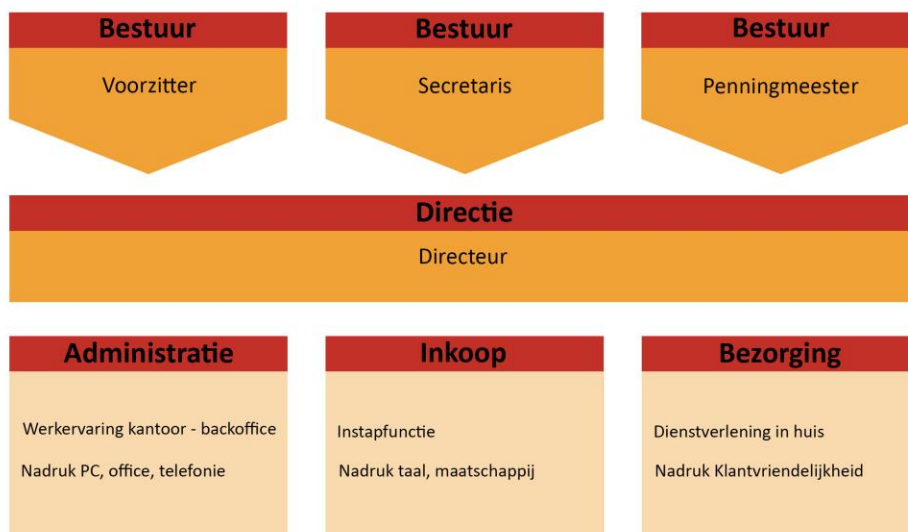 Bestuur
Voorzitter
Bestuur
Secretaris
Bestuur
Penningmeester
Directie
Directeur
Administratie
Werkervaring kantoor - backoffice
Nadruk PC, office, telefonie
Inkoop
Instapfunctie
Nadruk taal, maatschappij
Bezorging
Dienstverlening in huis
Nadruk Klantvriendelijkheid